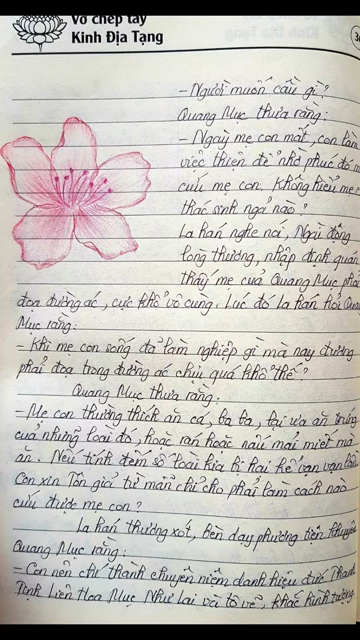 Vở chép tay
Kinh Địa Tạng
- Người muốn cầu gì?
Quang Mục thưa rằng:
- Ngày mẹ con mất, con làm
việc thiện để nhờ phúc đó mà
cứu mẹ con. Không hiểu mẹ con
thác sinh ngả nào?
La hán nghe nói, Ngài động
lòng thương, nhập định quán
thấy mẹ của Quang Mục phải
đọa đường ác, cực khổ vô cùng. Lúc đó La hán hỏi Quang
Mục rằng:
- Khi mẹ con sống đã làm nghiệp gì mà nay đương
phải đọa trong đường ác chịu quá khổ thế?
Quang Mục thưa rằng:
- Mẹ con thường thích ăn cá, ba ba, lại ưa ăn trứng
của những loài đó, hoặc rán hoặc nấu mải miết mà
ăn. Nếu tính đếm số loài kia bị hại kể vạn vạn lần
Con xin Tôn giả từ mẫn chỉ cho phải làm cách nào
cứu được mẹ con?
La hán thương xót, bèn dạy phương tiện khuyên
Quang Mục rằng:
- Con nên chí thành chuyên niệm danh hiệu đức Thanh
Tịnh Liên Hoa Mục Như Lai và tô vẽ, khắc hình tượng